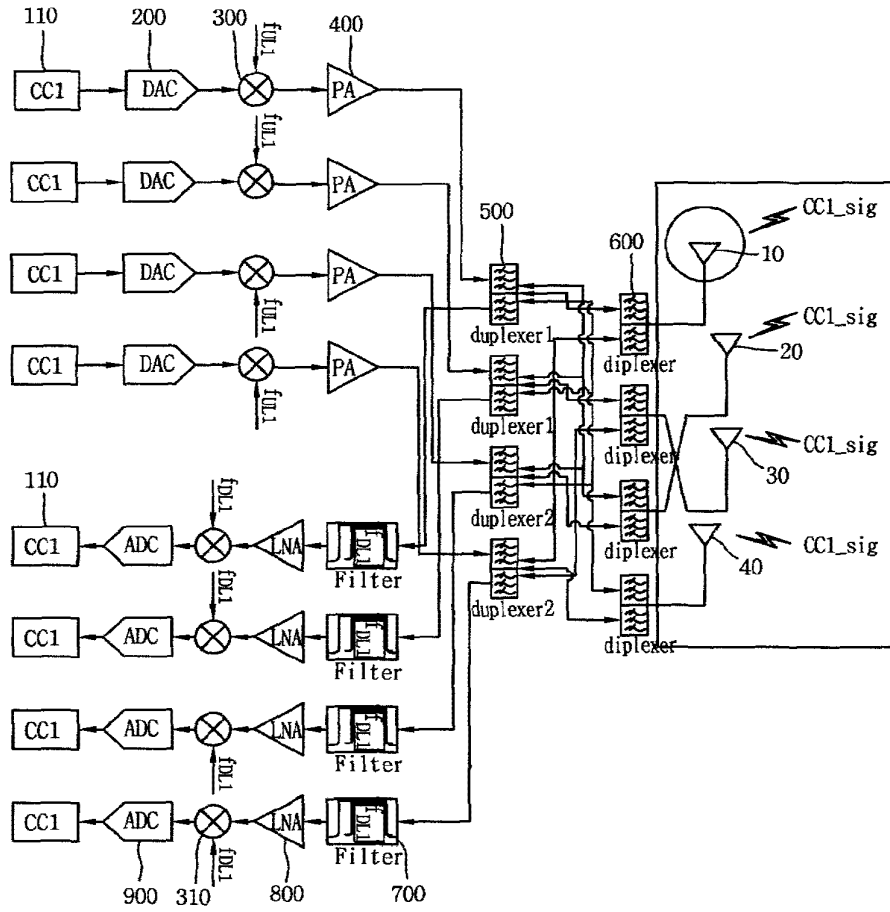 110 200 300 fUL1 400
CC1 DAC PA
fUL1
CC1 DAC PA
CC1 DAC PA
fUL1
CC1 DAC PA
fUL1
500
duplexer1
duplexer1
duplexer2
duplexer2
600
diplexer
diplexer
diplexer
diplexer
10 CC1_sig
20 CC1_sig
30 CC1_sig
40 CC1_sig
110 fDL1
CC1 ADC LNA fDL1
Filter
fDL1
CC1 ADC LNA fDL1
Filter
CC1 ADC LNA fDL1
fDL1 Filter
CC1 ADC LNA fDL1
fDL1 Filter
900 310 800 700